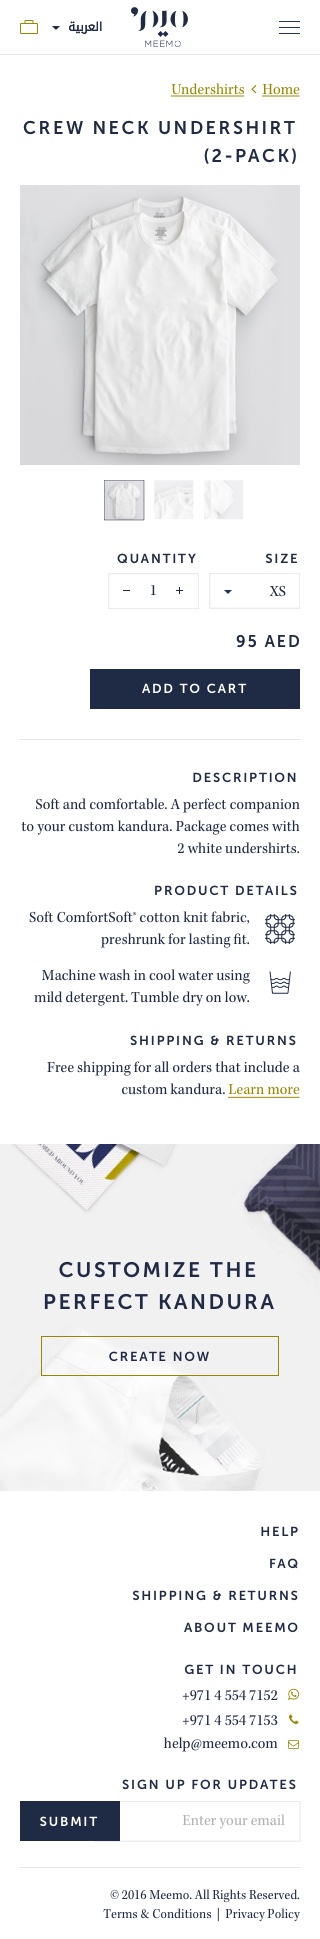 العربية
ميمو
MEEMO
Home
Undershirts
CREW NECK UNDERSHIRT
(2-PACK)
SIZE
QUANTITY
XS
− 1 +
95 AED
ADD TO CART
DESCRIPTION
Soft and comfortable. A perfect companion
to your custom kandura. Package comes with
2 white undershirts.
PRODUCT DETAILS
Soft ComfortSoft® cotton knit fabric,
preshrunk for lasting fit.
Machine wash in cool water using
mild detergent. Tumble dry on low.
SHIPPING & RETURNS
Free shipping for all orders that include a
custom kandura. Learn more
CUSTOMIZE THE
PERFECT KANDURA
CREATE NOW
HELP
FAQ
SHIPPING & RETURNS
ABOUT MEEMO
GET IN TOUCH
+971 4 554 7152
+971 4 554 7153
help@meemo.com
SIGN UP FOR UPDATES
Enter your email
SUBMIT
© 2016 Meemo. All Rights Reserved.
Terms & Conditions | Privacy Policy